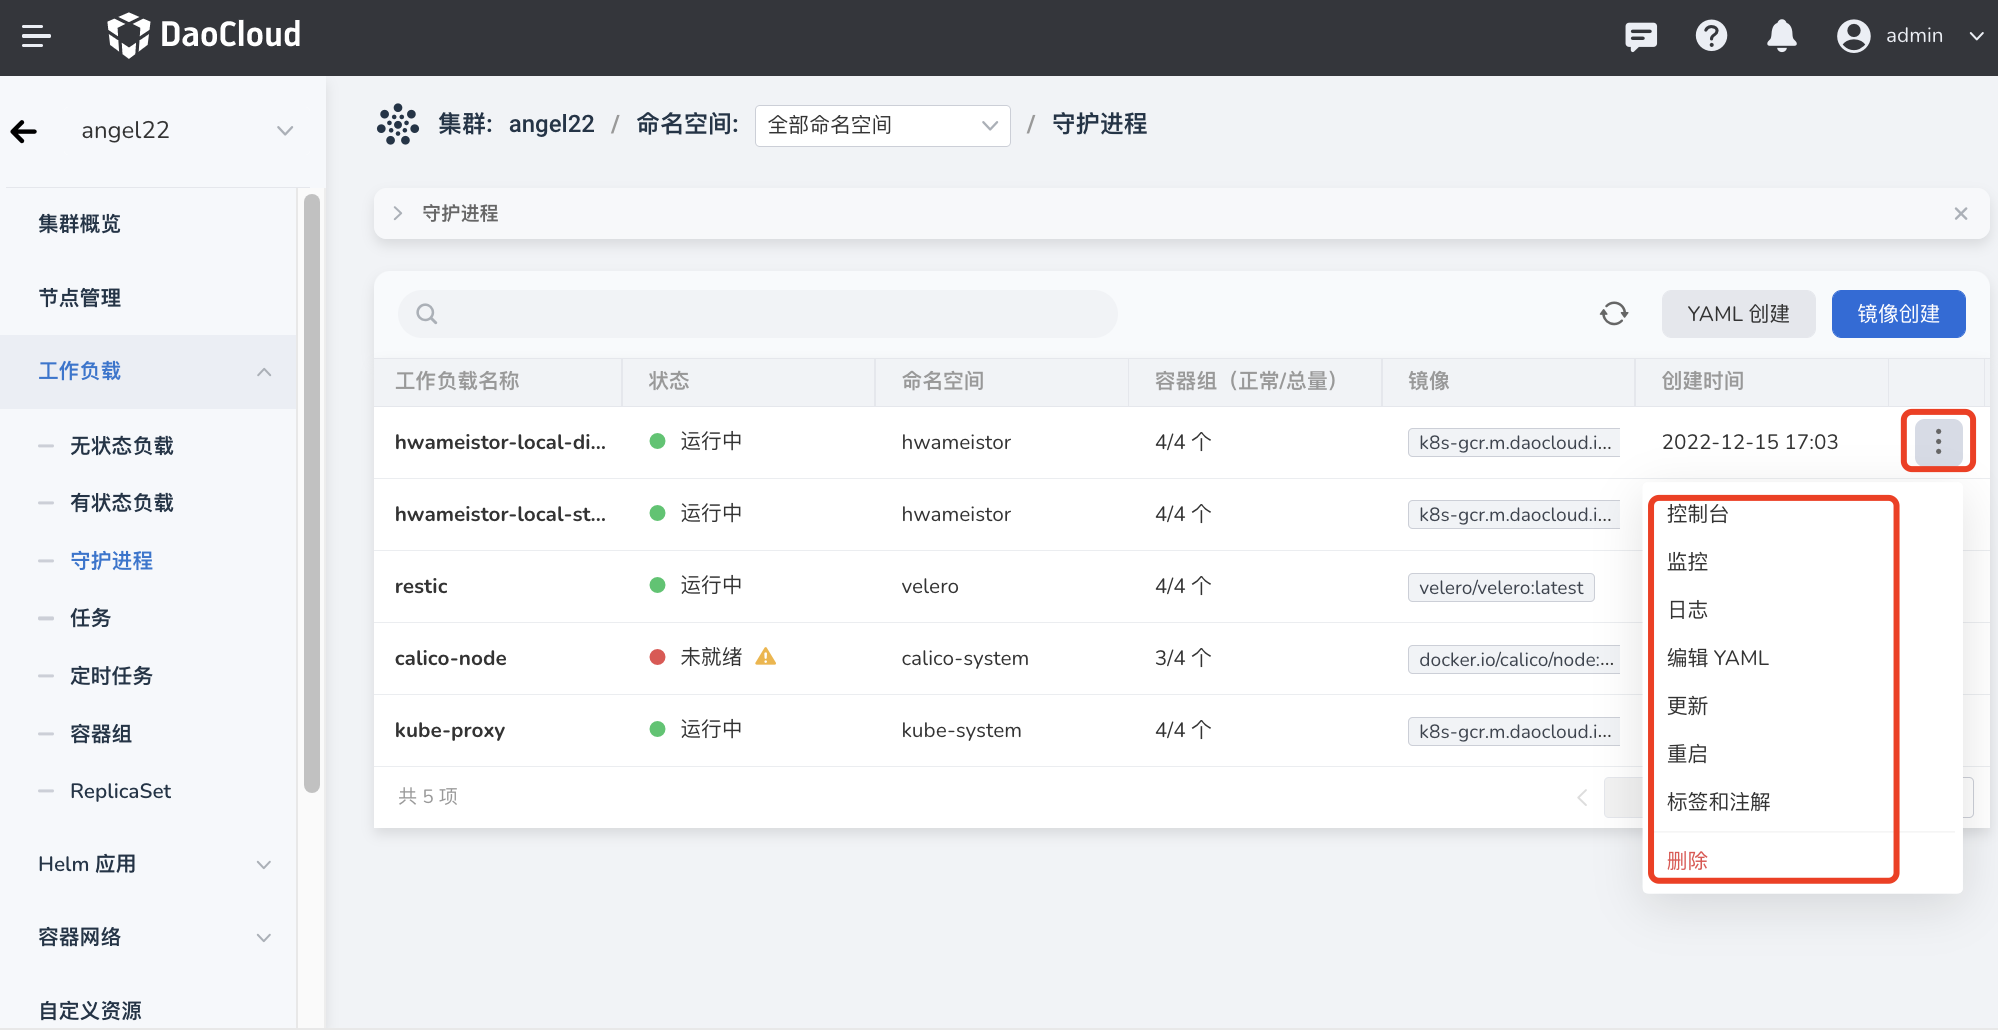 DaoCloud
admin
angel22
集群: angel22 / 命名空间: 全部命名空间 / 守护进程
集群概览
节点管理
工作负载
无状态负载
有状态负载
守护进程
任务
定时任务
容器组
ReplicaSet
Helm 应用
容器网络
自定义资源
守护进程
YAML 创建
镜像创建
工作负载名称 状态 命名空间 容器组（正常/总量） 镜像 创建时间
hwameistor-local-di... 运行中 hwameistor 4/4 个 k8s-gcr.m.daocloud.i... 2022-12-15 17:03
hwameistor-local-st... 运行中 hwameistor 4/4 个 k8s-gcr.m.daocloud.i...
restic 运行中 velero 4/4 个 velero/velero:latest
calico-node 未就绪 calico-system 3/4 个 docker.io/calico/node:...
kube-proxy 运行中 kube-system 4/4 个 k8s-gcr.m.daocloud.i...
共 5 项
控制台
监控
日志
编辑 YAML
更新
重启
标签和注解
删除